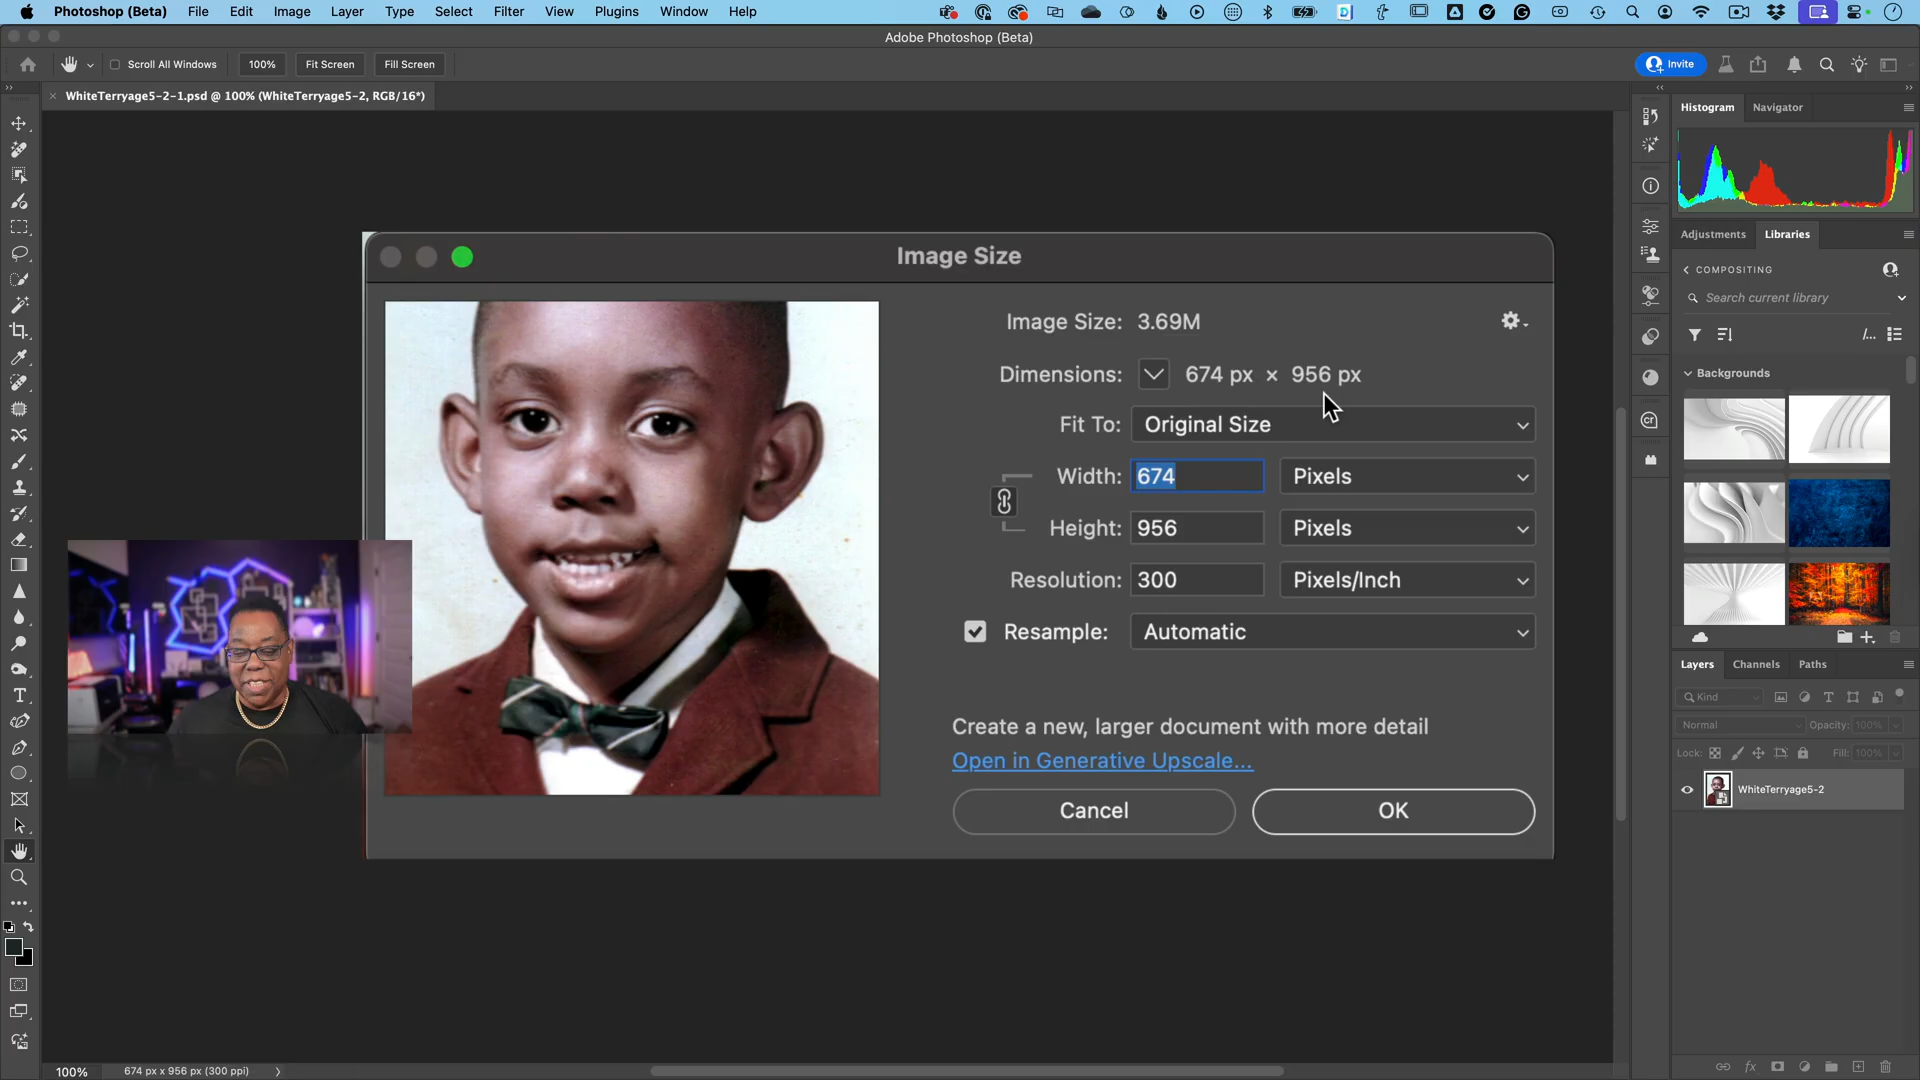 Photoshop (Beta) File Edit Image Layer Type Select Filter View Plugins Window Help
Adobe Photoshop (Beta)
Scroll All Windows 100% Fit Screen Fill Screen Invite
WhiteTerryage5-2-1.psd @ 100% (WhiteTerryage5-2, RGB/16*)
Histogram Navigator
Adjustments Libraries
COMPOSITING
Search current library
Backgrounds
Image Size
Image Size: 3.69M
Dimensions: 674 px × 956 px
Fit To: Original Size
Width: 674 Pixels
Height: 956 Pixels
Resolution: 300 Pixels/Inch
Resample: Automatic
Create a new, larger document with more detail
Open in Generative Upscale...
Cancel OK
Layers Channels Paths
Kind
Normal Opacity: 100%
Lock: Fill: 100%
WhiteTerryage5-2
100% 674 px x 956 px (300 ppi)